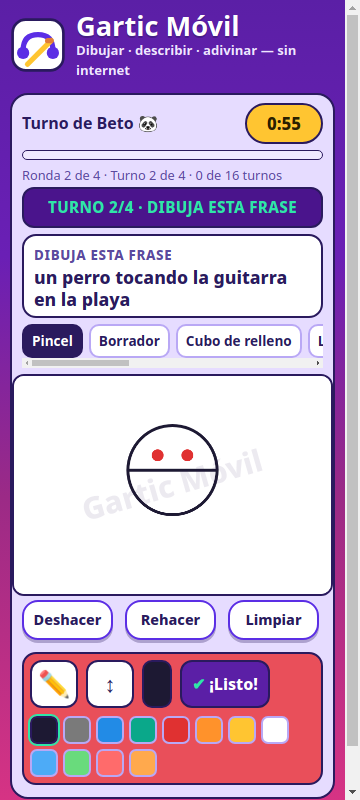 Gartic Móvil
Dibujar · describir · adivinar — sin
internet
Turno de Beto 🐼
0:55
Ronda 2 de 4 · Turno 2 de 4 · 0 de 16 turnos
TURNO 2/4 · DIBUJA ESTA FRASE
DIBUJA ESTA FRASE
un perro tocando la guitarra
en la playa
Pincel
Borrador
Cubo de relleno
Gartic Móvil
Deshacer
Rehacer
Limpiar
✔ ¡Listo!